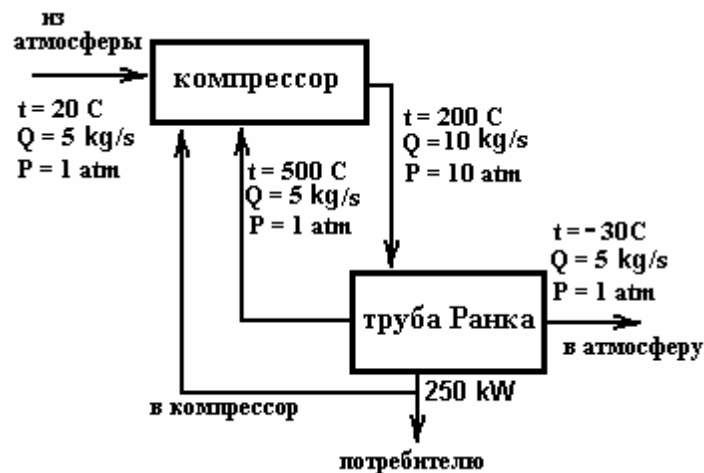 из
атмосферы
компрессор
t = 20 C
Q = 5 kg/s
P = 1 atm
t = 200 C
Q = 10 kg/s
P = 10 atm
t = 500 C
Q = 5 kg/s
P = 1 atm
t = - 30C
Q = 5 kg/s
P = 1 atm
труба Ранка
в атмосферу
250 kW
в компрессор
потребителю